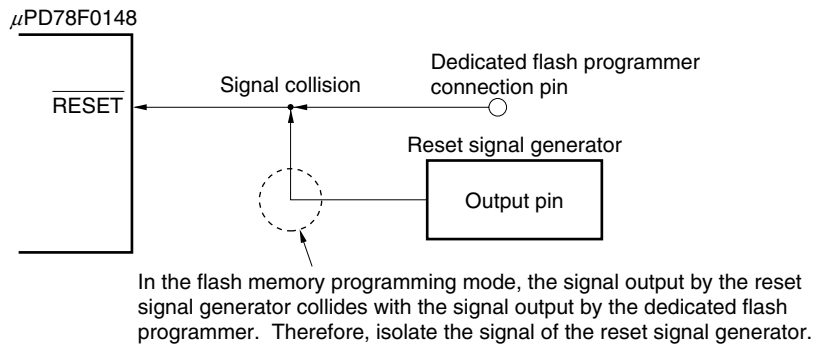 μPD78F0148
Signal collision
Dedicated flash programmer
connection pin
RESET
Reset signal generator
Output pin
In the flash memory programming mode, the signal output by the reset
signal generator collides with the signal output by the dedicated flash
programmer.  Therefore, isolate the signal of the reset signal generator.